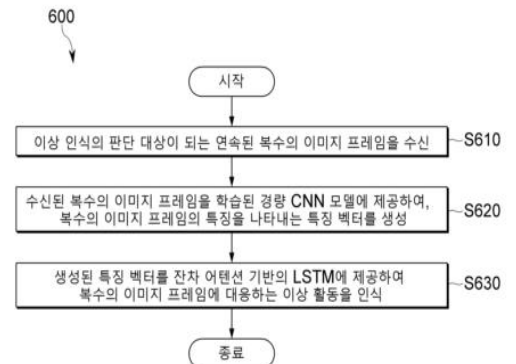 600
시작
이상 인식의 판단 대상이 되는 연속된 복수의 이미지 프레임을 수신
S610
수신된 복수의 이미지 프레임을 학습된 경량 CNN 모델에 제공하여,
복수의 이미지 프레임의 특징을 나타내는 특징 벡터를 생성
S620
생성된 특징 벡터를 잔차 어텐션 기반의 LSTM에 제공하여
복수의 이미지 프레임에 대응하는 이상 활동을 인식
S630
종료